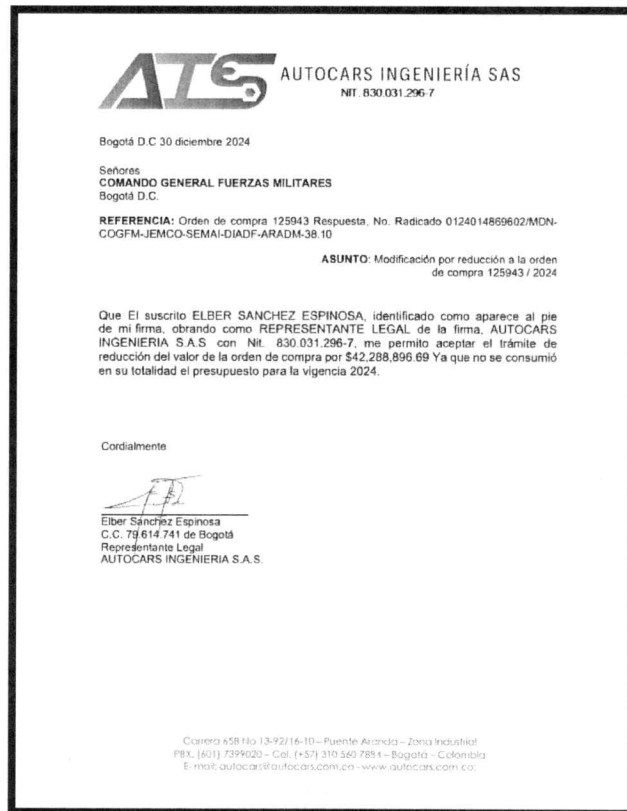 AIS AUTOCARS INGENIERÍA SAS
NIT. 830.031.296-7
Bogotá D.C 30 diciembre 2024
Señores
COMANDO GENERAL FUERZAS MILITARES
Bogotá D.C.
REFERENCIA: Orden de compra 125943 Respuesta, No. Radicado 0124014869602/MDN-
COGFM-JEMCO-SEMAI-DIADF-ARADM-38.10
ASUNTO: Modificación por reducción a la orden
de compra 125943 / 2024
Que El suscrito ELBER SANCHEZ ESPINOSA, identificado como aparece al pie
de mi firma, obrando como REPRESENTANTE LEGAL de la firma, AUTOCARS
INGENIERIA S.A.S con Nit. 830.031.296-7, me permito aceptar el trámite de
reducción del valor de la orden de compra por $42,288,896.69 Ya que no se consumió
en su totalidad el presupuesto para la vigencia 2024.
Cordialmente
Elber Sánchez Espinosa
C.C. 79.614.741 de Bogotá
Representante Legal
AUTOCARS INGENIERIA S.A.S.
Carrera 65B No 13-92/16-10 – Puente Aranda – Zona Industrial
PBX. (601) 7399020 – Cel. (+57) 310 560 7894 – Bogotá – Colombia
E-mail: autocars@autocars.com.co - www.autocars.com.co